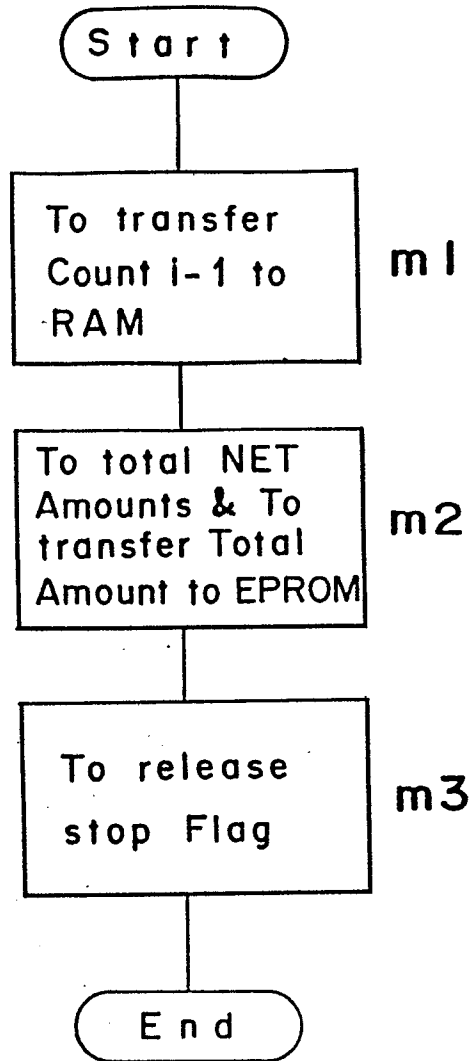 Start
To transfer
Count i-1 to
RAM
m1
To total NET
Amounts & To
transfer Total
Amount to EPROM
m2
To release
stop Flag
m3
End